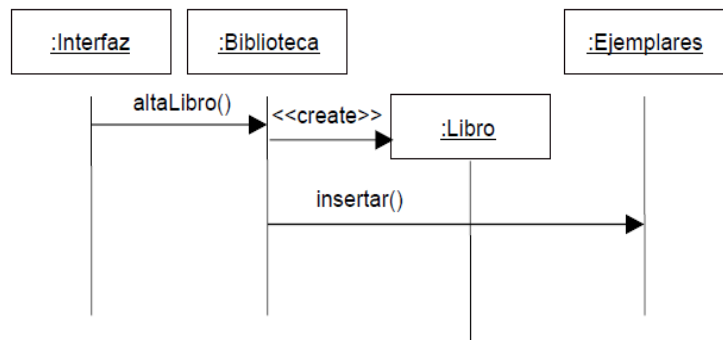 :Interfaz
:Biblioteca
:Ejemplares
altaLibro()
<<create>>
:Libro
insertar()